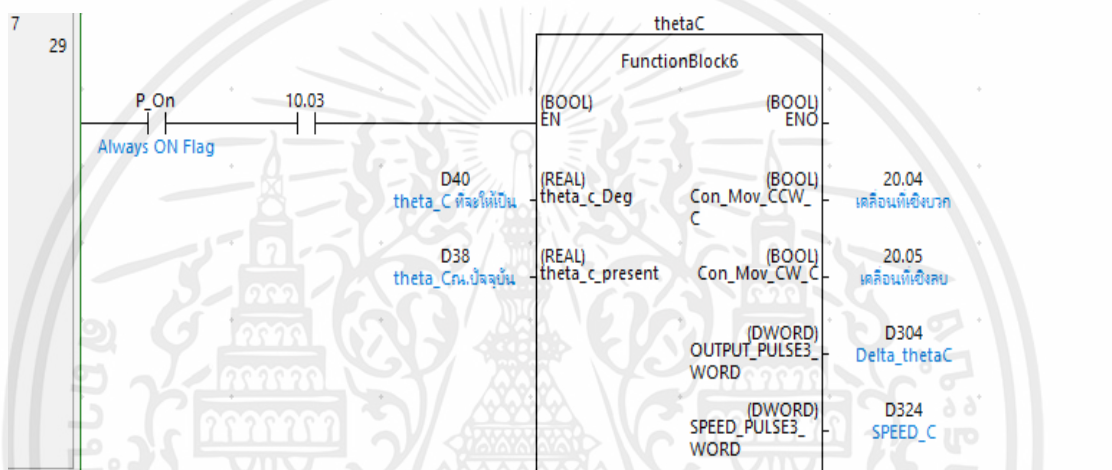 7
29
thetaC
FunctionBlock6
P_On
10.03
(BOOL)
EN
(BOOL)
ENO
Always ON Flag
D40
theta_C ที่จะให้เป็น
(REAL)
theta_c_Deg
(BOOL)
Con_Mov_CCW_
C
20.04
เคลื่อนที่เชิงบวก
D38
theta_Cณ.ปัจจุบัน
(REAL)
theta_c_present
(BOOL)
Con_Mov_CW_C
20.05
เคลื่อนที่เชิงลบ
(DWORD)
OUTPUT_PULSE3_
WORD
D304
Delta_thetaC
(DWORD)
SPEED_PULSE3_
WORD
D324
SPEED_C